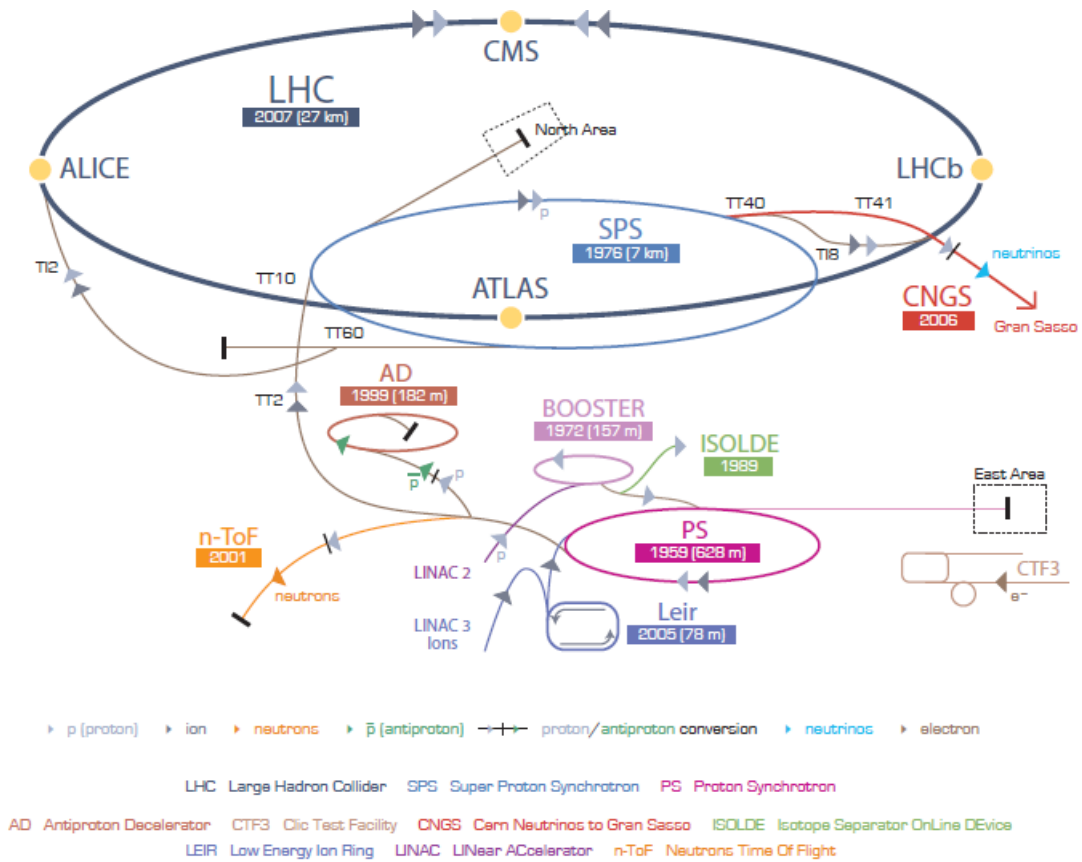 CMS
LHC
2007 (27 km)
North Area
ALICE
LHCb
p
TT40
TT41
SPS
1976 (7 km)
TI8
neutrinos
TI2
TT10
ATLAS
CNGS
2006
Gran Sasso
TT60
AD
1999 (182 m)
TT2
BOOSTER
1972 (157 m)
ISOLDE
1989
p̅
p
East Area
n-ToF
2001
PS
1959 (628 m)
p
LINAC 2
neutrons
CTF3
e-
LINAC 3
Ions
Leir
2005 (78 m)
p (proton) ion neutrons p̅ (antiproton) proton/antiproton conversion neutrinos electron
LHC Large Hadron Collider SPS Super Proton Synchrotron PS Proton Synchrotron
AD Antiproton Decelerator CTF3 Clic Test Facility CNGS Cern Neutrinos to Gran Sasso ISOLDE Isotope Separator OnLine DEvice
LEIR Low Energy Ion Ring LINAC LINear ACcelerator n-ToF Neutrons Time Of Flight